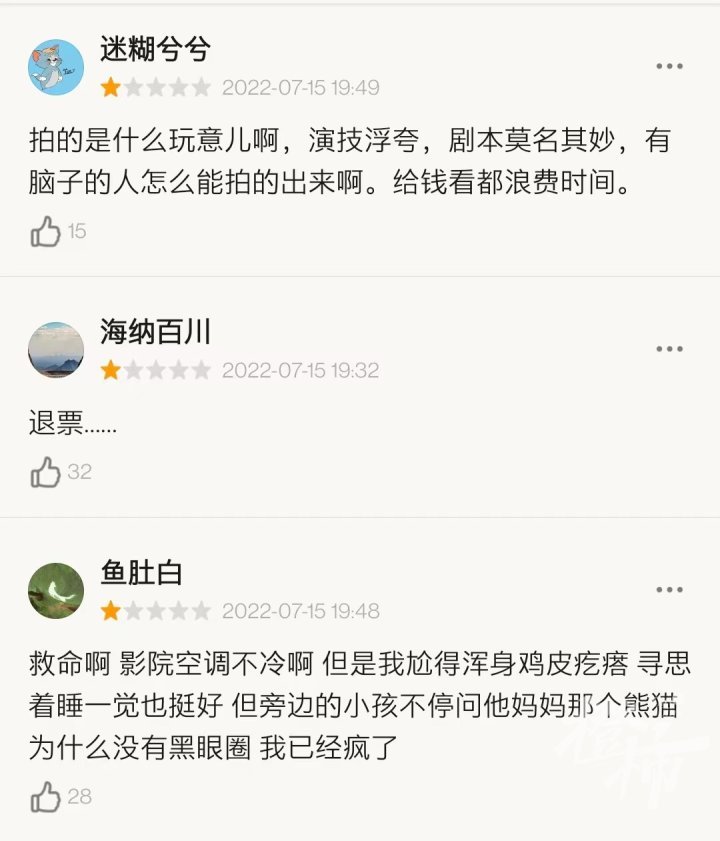 迷糊兮兮
2022-07-15 19:49
拍的是什么玩意儿啊，演技浮夸，剧本莫名其妙，有
脑子的人怎么能拍的出来啊。给钱看都浪费时间。
15
海纳百川
2022-07-15 19:32
退票......
32
鱼肚白
2022-07-15 19:48
救命啊 影院空调不冷啊 但是我尬得浑身鸡皮疙瘩 寻思
着睡一觉也挺好 但旁边的小孩不停问他妈妈那个熊猫
为什么没有黑眼圈 我已经疯了
28